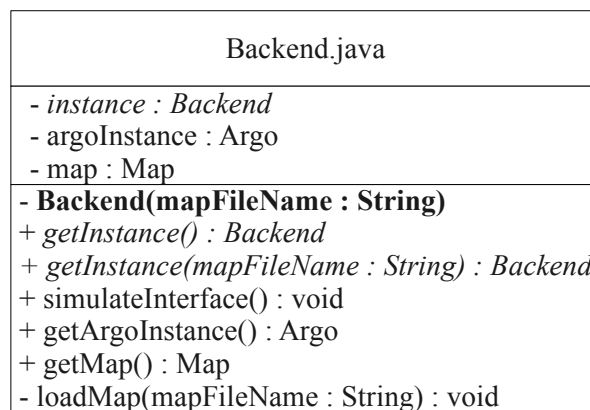 Backend.java
- instance : Backend
- argoInstance : Argo
- map : Map
- Backend(mapFileName : String)
+ getInstance() : Backend
+ getInstance(mapFileName : String) : Backend
+ simulateInterface() : void
+ getArgoInstance() : Argo
+ getMap() : Map
- loadMap(mapFileName : String) : void